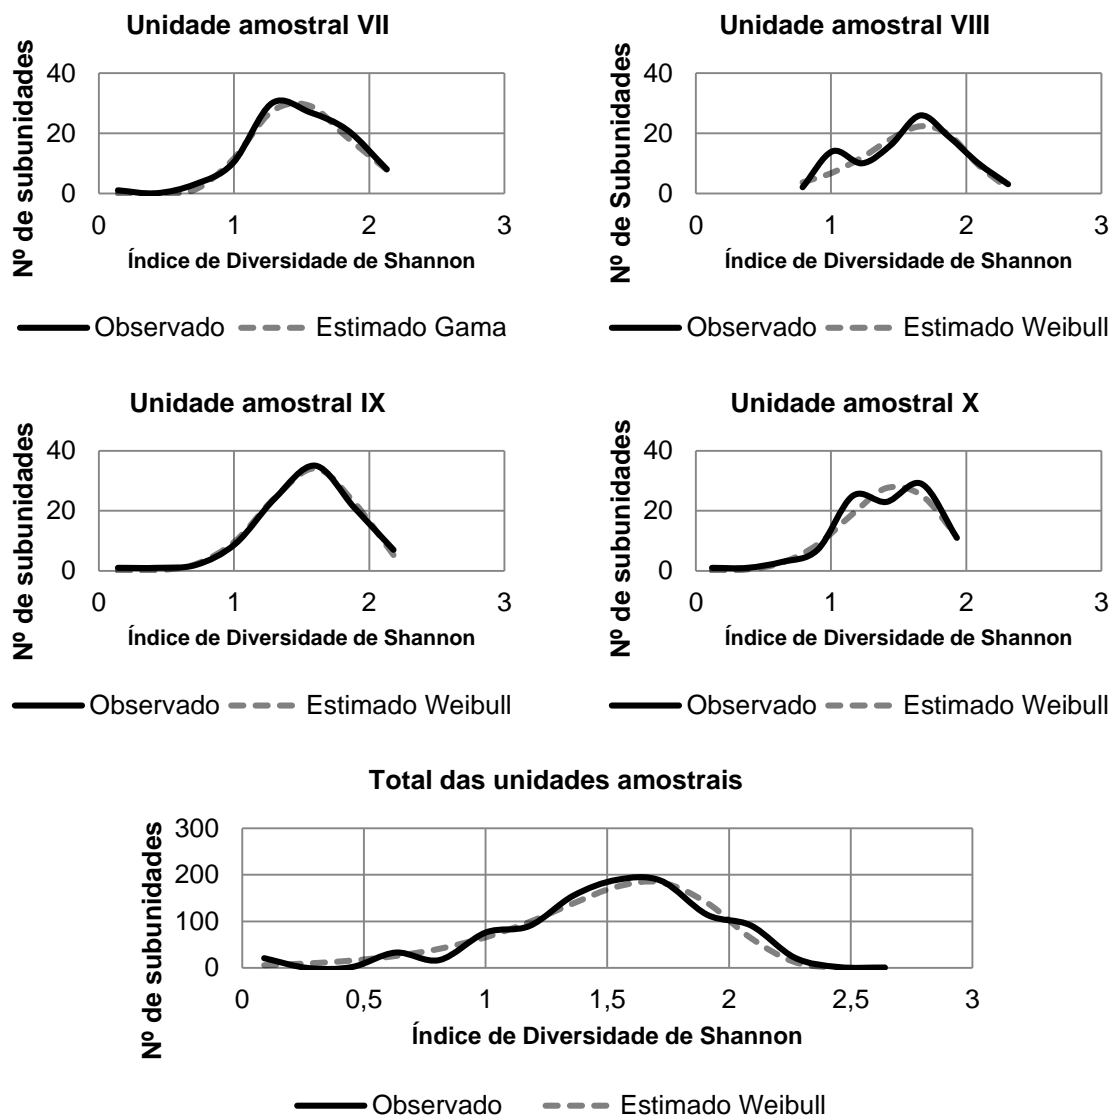 Unidade amostral VII
Nº de subunidades
40
20
0
0 1 2 3
Índice de Diversidade de Shannon
Observado Estimado Gama
Unidade amostral VIII
Nº de Subunidades
40
20
0
0 1 2 3
Índice de Diversidade de Shannon
Observado Estimado Weibull
Unidade amostral IX
Nº de subunidades
40
20
0
0 1 2 3
Índice de Diversidade de Shannon
Observado Estimado Weibull
Unidade amostral X
Nº de subunidades
40
20
0
0 1 2 3
Índice de Diversidade de Shannon
Observado Estimado Weibull
Total das unidades amostrais
Nº de subunidades
300
200
100
0
0 0,5 1 1,5 2 2,5 3
Índice de Diversidade de Shannon
Observado Estimado Weibull